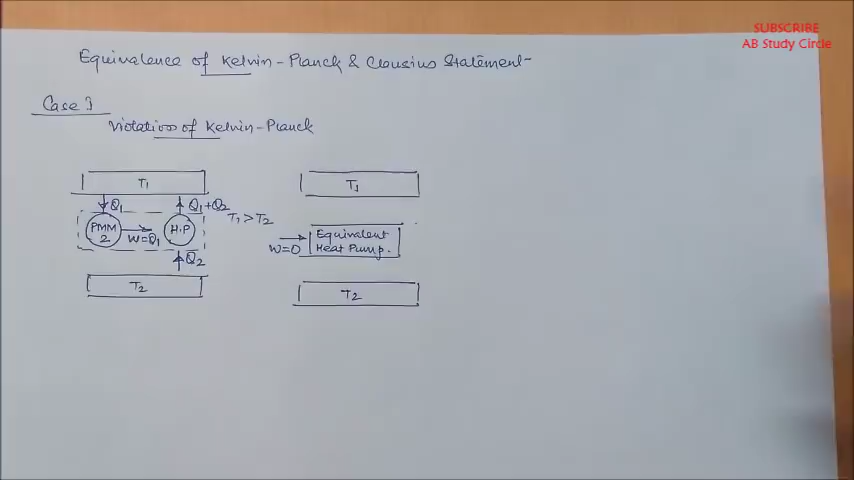 SUBSCRIBE
AB Study Circle
Equivalence of Kelvin-Planck & Clausius Statement-
Case I
Violation of Kelvin-Planck
T1
T1
Q1
Q1+Q2
T1>T2
PMM
2
W=Q1
H.P
Equivalent
Heat Pump.
W=0
Q2
T2
T2